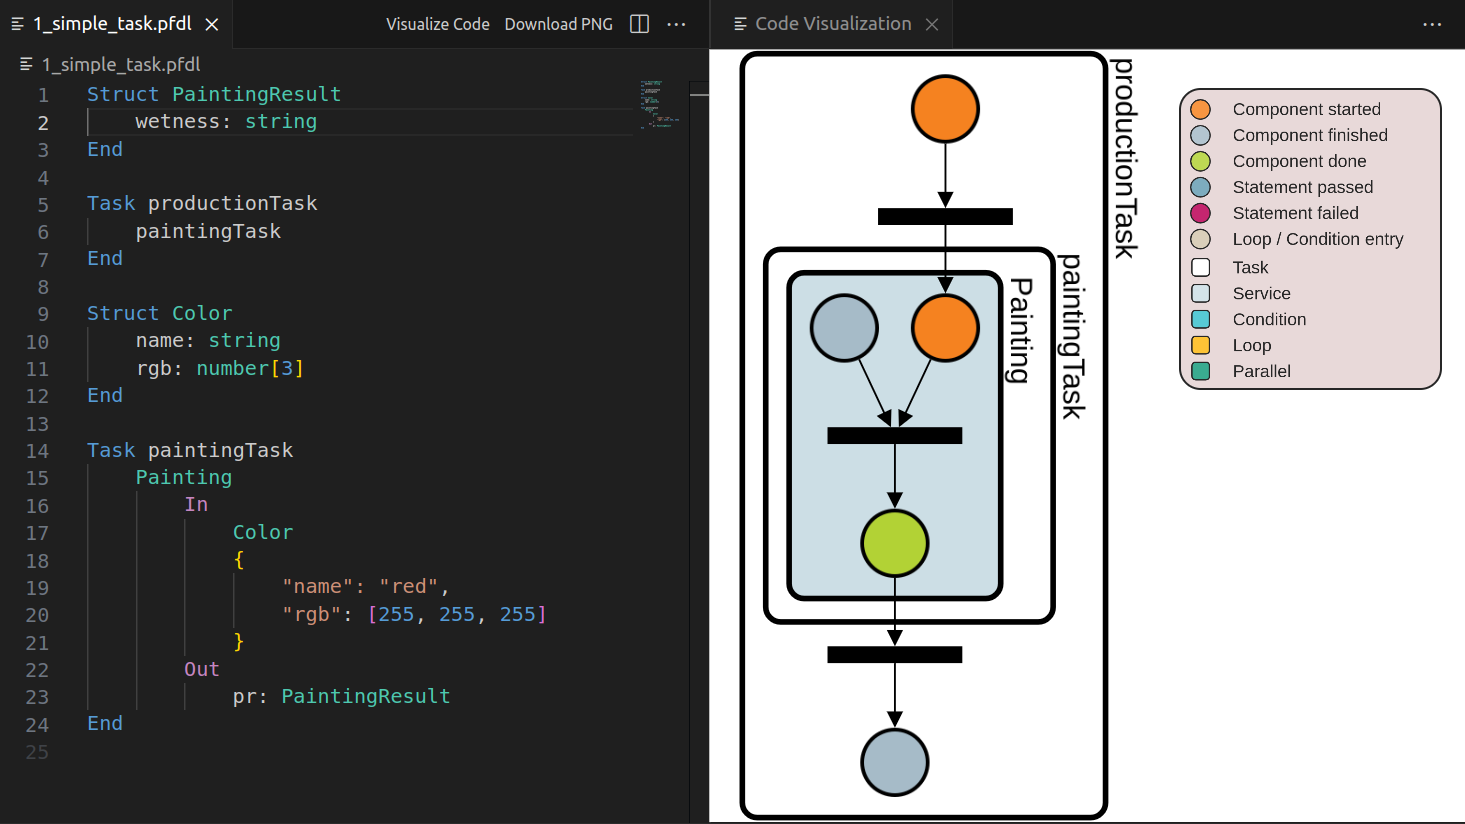 1_simple_task.pfdl
Visualize Code Download PNG
1_simple_task.pfdl
1 Struct PaintingResult
2 wetness: string
3 End
4
5 Task productionTask
6 paintingTask
7 End
8
9 Struct Color
10 name: string
11 rgb: number[3]
12 End
13
14 Task paintingTask
15 Painting
16 In
17 Color
18 {
19 "name": "red",
20 "rgb": [255, 255, 255]
21 }
22 Out
23 pr: PaintingResult
24 End
25
Code Visualization
productionTask
paintingTask
Painting
Component started
Component finished
Component done
Statement passed
Statement failed
Loop / Condition entry
Task
Service
Condition
Loop
Parallel